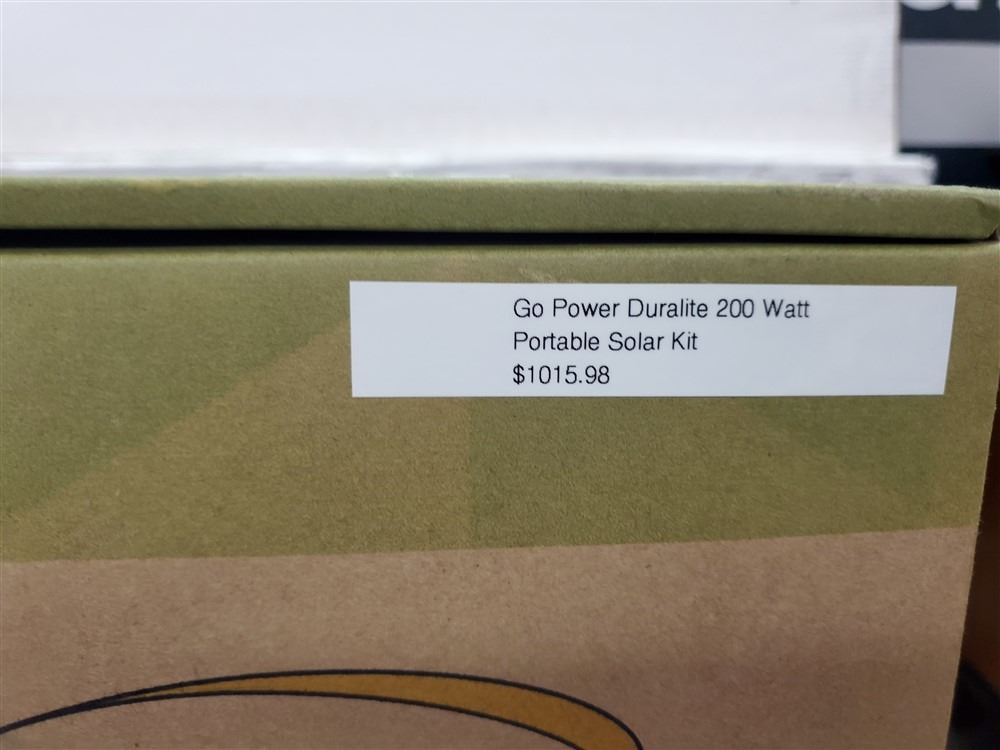 Go Power Duralite 200 Watt
Portable Solar Kit
$1015.98